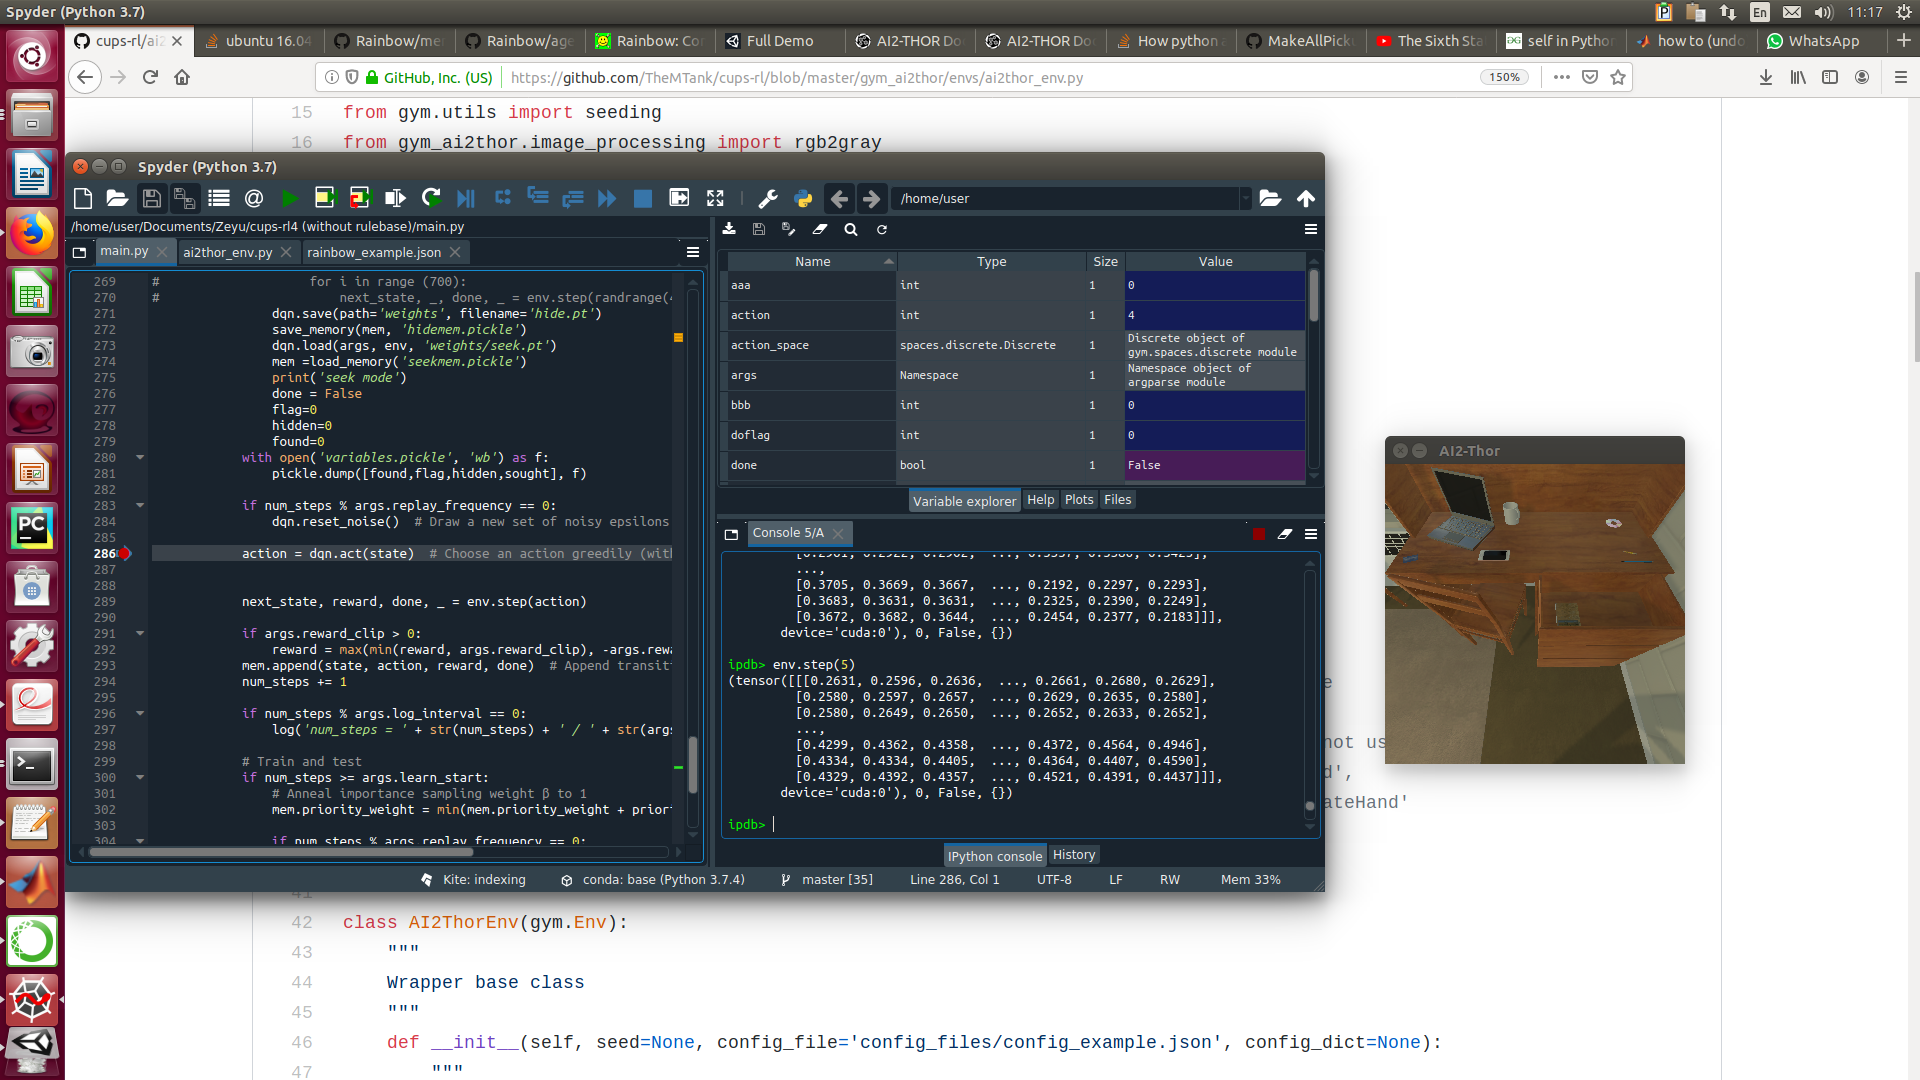 Spyder (Python 3.7)
En
11:17
cups-rl/ai2
ubuntu 16.04
Rainbow/me
Rainbow/age
Rainbow: Co
Full Demo
AI2-THOR Do
AI2-THOR Do
How python
MakeAllPick
The Sixth Sta
self in Python
how to (undo
WhatsApp
GitHub, Inc. (US)
https://github.com/TheMTank/cups-rl/blob/master/gym_ai2thor/envs/ai2thor_env.py
150%
15 from gym.utils import seeding
16 from gym_ai2thor.image_processing import rgb2gray
Spyder (Python 3.7)
/home/user
/home/user/Documents/Zeyu/cups-rl4 (without rulebase)/main.py
main.py
ai2thor_env.py
rainbow_example.json
269 # for i in range (700):
270 # next_state, _, done, _ = env.step(randrange(4
271 dqn.save(path='weights', filename='hide.pt')
272 save_memory(mem, 'hidemem.pickle')
273 dqn.load(args, env, 'weights/seek.pt')
274 mem =load_memory('seekmem.pickle')
275 print('seek mode')
276 done = False
277 flag=0
278 hidden=0
279 found=0
280 with open('variables.pickle', 'wb') as f:
281 pickle.dump([found,flag,hidden,sought], f)
282
283 if num_steps % args.replay_frequency == 0:
284 dqn.reset_noise() # Draw a new set of noisy epsilons
285
286 action = dqn.act(state) # Choose an action greedily (wit
287
288
289 next_state, reward, done, _ = env.step(action)
290
291 if args.reward_clip > 0:
292 reward = max(min(reward, args.reward_clip), -args.rewa
293 mem.append(state, action, reward, done) # Append transit
294 num_steps += 1
295
296 if num_steps % args.log_interval == 0:
297 log('num_steps = ' + str(num_steps) + ' / ' + str(args
298
299 # Train and test
300 if num_steps >= args.learn_start:
301 # Anneal importance sampling weight β to 1
302 mem.priority_weight = min(mem.priority_weight + prior
303
304 if num_steps % args.replay_frequency == 0:
Name Type Size Value
aaa int 1 0
action int 1 4
action_space spaces.discrete.Discrete 1 Discrete object of
gym.spaces.discrete module
args Namespace 1 Namespace object of
argparse module
bbb int 1 0
doflag int 1 0
done bool 1 False
Variable explorer
Help
Plots
Files
Console 5/A
...,
[0.3705, 0.3669, 0.3667, ..., 0.2192, 0.2297, 0.2293],
[0.3683, 0.3631, 0.3631, ..., 0.2325, 0.2390, 0.2249],
[0.3672, 0.3682, 0.3644, ..., 0.2454, 0.2377, 0.2183]]],
device='cuda:0'), 0, False, {})
ipdb> env.step(5)
(tensor([[[0.2631, 0.2596, 0.2636, ..., 0.2661, 0.2680, 0.2629],
[0.2580, 0.2597, 0.2657, ..., 0.2629, 0.2635, 0.2580],
[0.2580, 0.2649, 0.2650, ..., 0.2652, 0.2633, 0.2652],
...,
[0.4299, 0.4362, 0.4358, ..., 0.4372, 0.4564, 0.4946],
[0.4334, 0.4334, 0.4405, ..., 0.4364, 0.4407, 0.4590],
[0.4329, 0.4392, 0.4357, ..., 0.4521, 0.4391, 0.4437]]],
device='cuda:0'), 0, False, {})
ipdb>
IPython console
History
Kite: indexing
conda: base (Python 3.7.4)
master [35]
Line 286, Col 1
UTF-8
LF
RW
Mem 33%
AI2-Thor
e
not us
d',
ateHand'
41
42 class AI2ThorEnv(gym.Env):
43 """
44 Wrapper base class
45 """
46 def __init__(self, seed=None, config_file='config_files/config_example.json', config_dict=None):
47 """